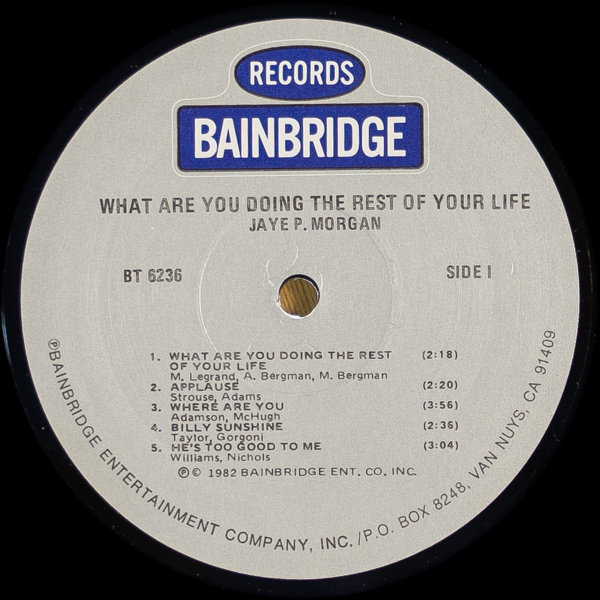 RECORDS
BAINBRIDGE
WHAT ARE YOU DOING THE REST OF YOUR LIFE
JAYE P. MORGAN
BT 6236
SIDE I
1. WHAT ARE YOU DOING THE REST (2:18)
OF YOUR LIFE
M. Legrand, A. Bergman, M. Bergman
2. APPLAUSE (2:20)
Strouse, Adams
3. WHERE ARE YOU (3:56)
Adamson, McHugh
4. BILLY SUNSHINE (2:36)
Taylor, Gorgoni
5. HE'S TOO GOOD TO ME (3:04)
Williams, Nichols
℗© 1982 BAINBRIDGE ENT. CO. INC.
℗BAINBRIDGE ENTERTAINMENT COMPANY, INC./P.O. BOX 8248, VAN NUYS, CA 91409